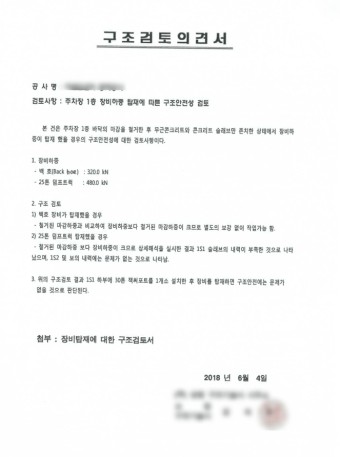 구조검토의견서
공 사 명
검토사항 : 주차장 1층 장비하중 탑재에 따른 구조안전성 검토
본 건은 주차장 1층 바닥의 마감을 철거한 후 무근콘크리트와 콘크리트 슬래브만 존치한 상태에서 장비하
중이 탑재 했을 경우의 구조안전성에 대한 검토사항이다.
1. 장비하중
- 백 호(Back hoe) : 320.0 kN
- 25톤 덤프트럭 : 480.0 kN
2. 구조 검토
1) 백호 장비가 탑재했을 경우
- 철거된 마감하중과 비교하여 장비하중보다 철거된 마감하중이 크므로 별도의 보강 없이 작업가능 함.
2) 25톤 덤프트럭 탑재했을 경우
- 철거된 마감하중 보다 장비하중이 크므로 상세해석을 실시한 결과 1S1 슬래브의 내력이 부족한 것으로 나타
났으며, 1S2 및 보의 내력에는 문제가 없는 것으로 나타남.
3. 위의 구조검토 결과 1S1 하부에 30톤 잭써포트를 1개소 설치한 후 장비를 탑재하면 구조안전에는 문제가
없을 것으로 판단된다.
첨부 : 장비탑재에 대한 구조검토서
2018 년 6월 4일